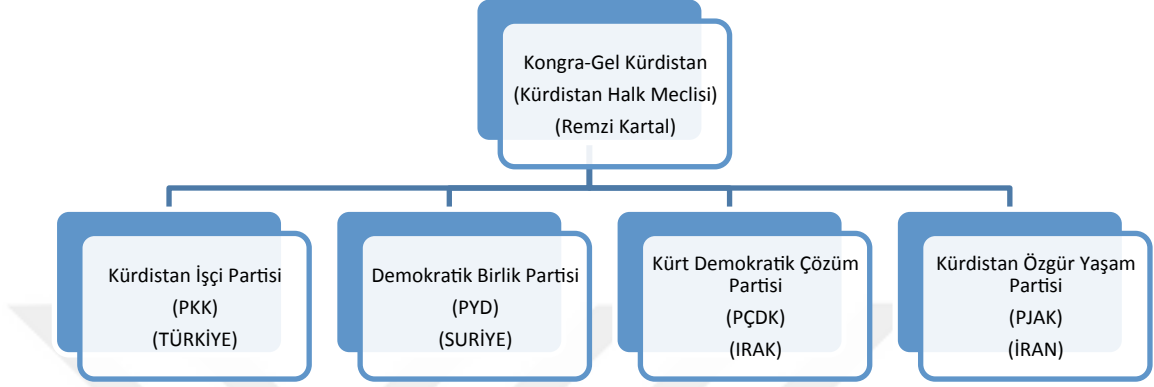 Kongra-Gel Kürdistan
(Kürdistan Halk Meclisi)
(Remzi Kartal)
Kürdistan İşçi Partisi
(PKK)
(TÜRKİYE)
Demokratik Birlik Partisi
(PYD)
(SURİYE)
Kürt Demokratik Çözüm
Partisi
(PÇDK)
(IRAK)
Kürdistan Özgür Yaşam
Partisi
(PJAK)
(İRAN)